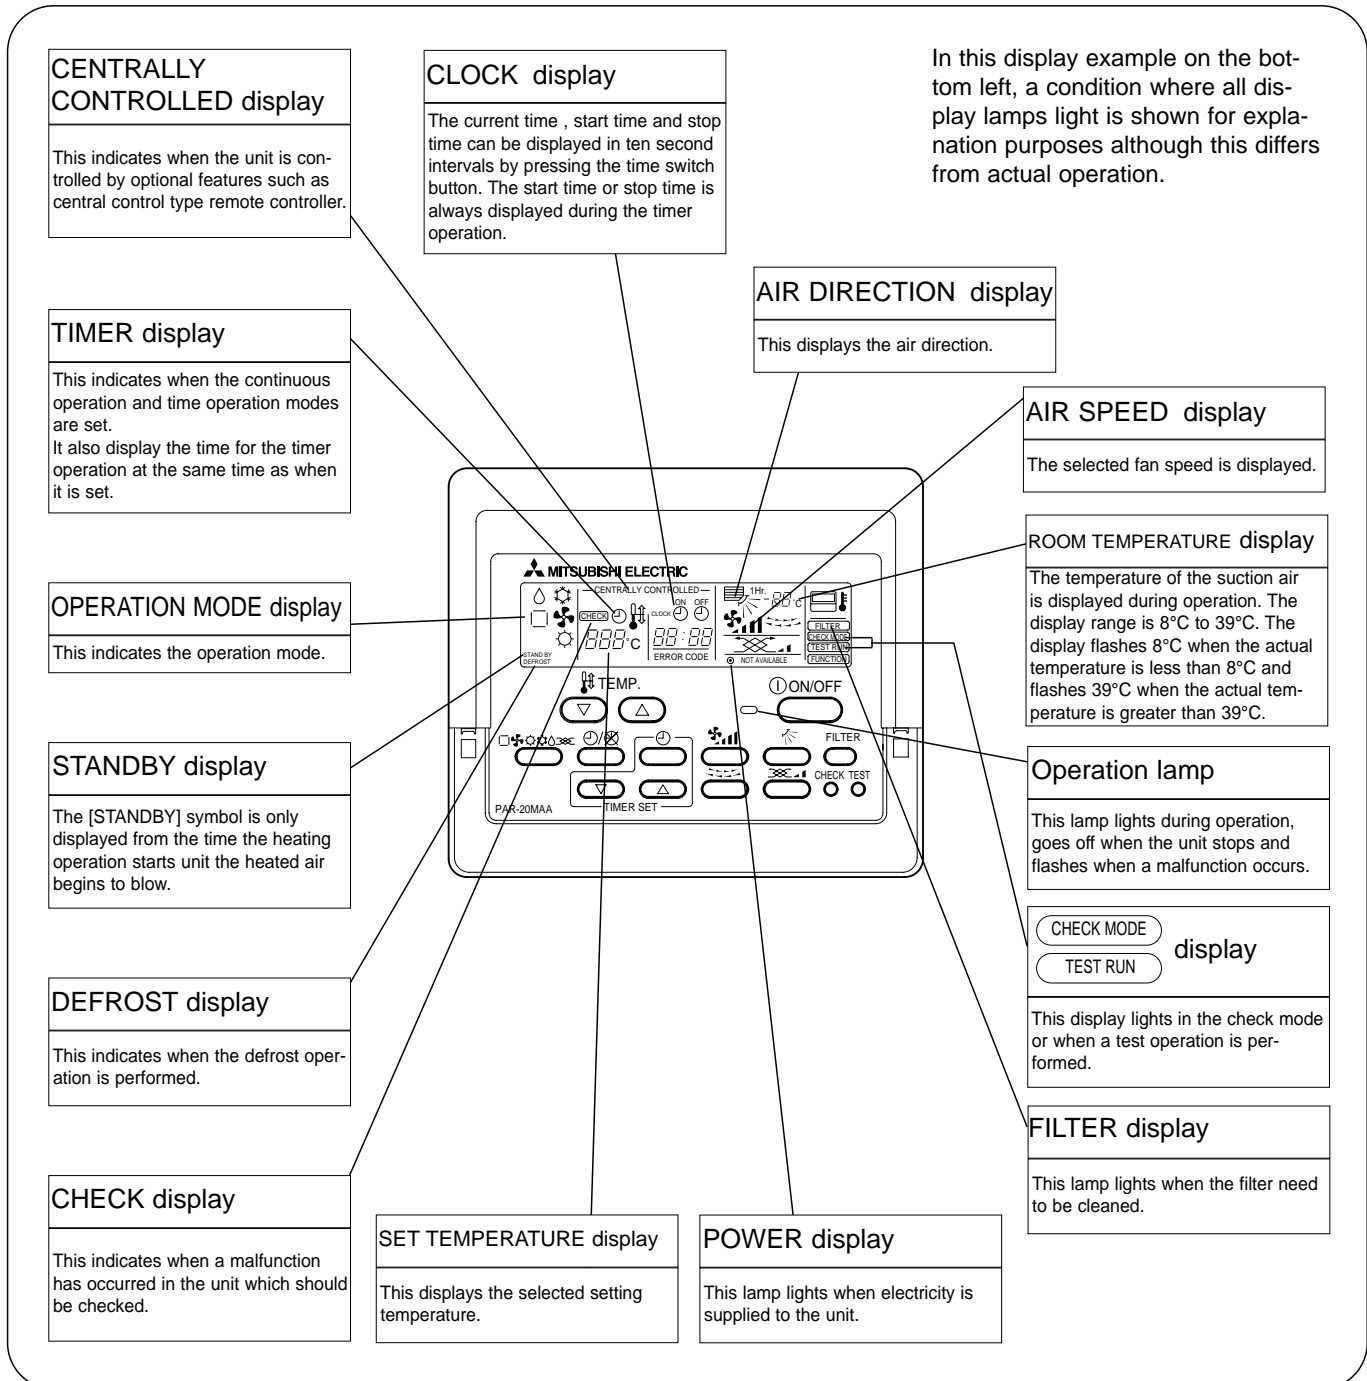 CENTRALLY
CONTROLLED display
This indicates when the unit is con-
trolled by optional features such as
central control type remote controller.
CLOCK display
The current time , start time and stop
time can be displayed in ten second
intervals by pressing the time switch
button. The start time or stop time is
always displayed during the timer
operation.
In this display example on the bot-
tom left, a condition where all dis-
play lamps light is shown for expla-
nation purposes although this differs
from actual operation.
TIMER display
This indicates when the continuous
operation and time operation modes
are set.
It also display the time for the timer
operation at the same time as when
it is set.
AIR DIRECTION display
This displays the air direction.
AIR SPEED display
The selected fan speed is displayed.
ROOM TEMPERATURE display
The temperature of the suction air
is displayed during operation. The
display range is 8°C to 39°C. The
display flashes 8°C when the actual
temperature is less than 8°C and
flashes 39°C when the actual tem-
perature is greater than 39°C.
OPERATION MODE display
This indicates the operation mode.
STANDBY display
The [STANDBY] symbol is only
displayed from the time the heating
operation starts unit the heated air
begins to blow.
MITSUBISHI ELECTRIC
CENTRALLY CONTROLLED
1Hr.
ON OFF
CLOCK
-88°C
CHECK
888°C
88:88
ERROR CODE
STAND BY
DEFROST
NOT AVAILABLE
FILTER
CHECK MODE
TEST RUN
FUNCTION
TEMP.
ON/OFF
FILTER
CHECK TEST
PAR-20MAA
TIMER SET
Operation lamp
This lamp lights during operation,
goes off when the unit stops and
flashes when a malfunction occurs.
CHECK MODE
TEST RUN
display
This display lights in the check mode
or when a test operation is per-
formed.
DEFROST display
This indicates when the defrost oper-
ation is performed.
FILTER display
This lamp lights when the filter need
to be cleaned.
CHECK display
This indicates when a malfunction
has occurred in the unit which should
be checked.
SET TEMPERATURE display
This displays the selected setting
temperature.
POWER display
This lamp lights when electricity is
supplied to the unit.